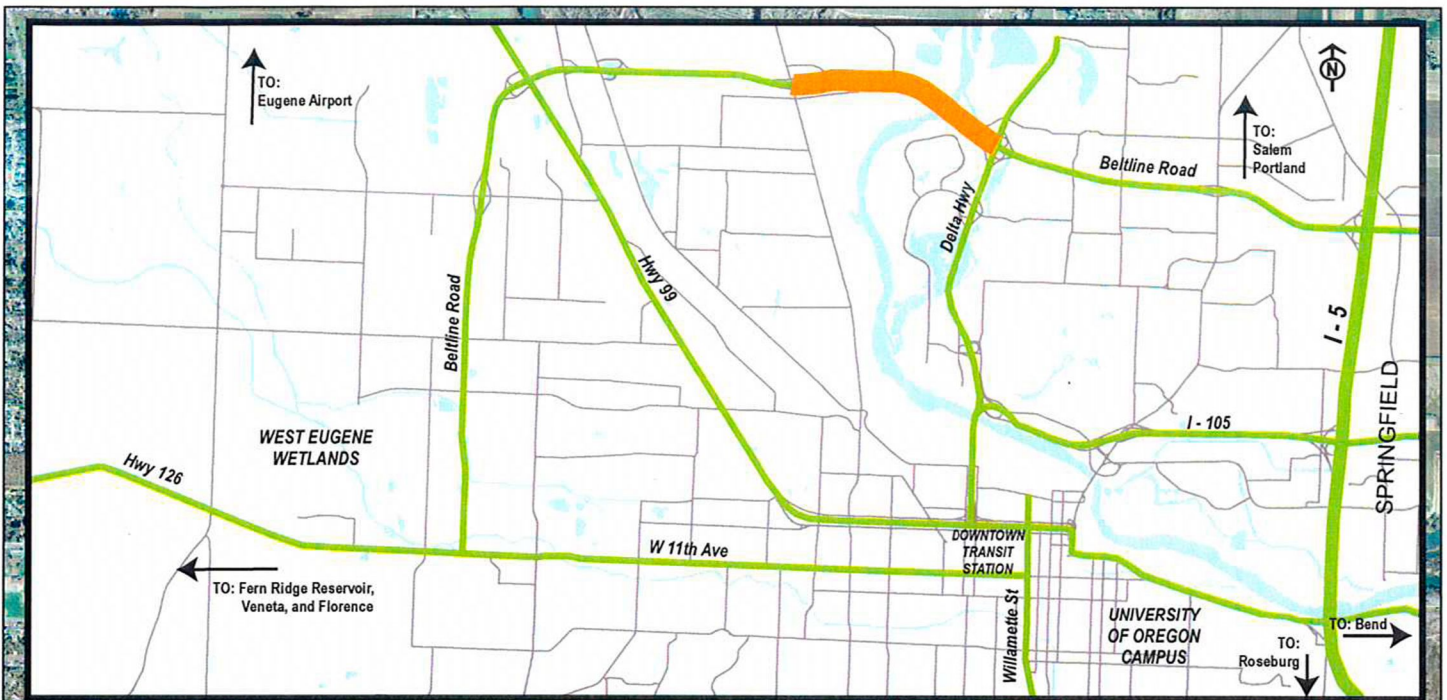 N
TO:
Eugene Airport
TO:
Salem
Portland
Beltline Road
Delta Hwy
Hwy 99
Beltline Road
I - 5
SPRINGFIELD
I - 105
WEST EUGENE
WETLANDS
Hwy 126
W 11th Ave
DOWNTOWN
TRANSIT
STATION
TO: Fern Ridge Reservoir,
Veneta, and Florence
Willamette St
UNIVERSITY
OF OREGON
CAMPUS
TO: Bend
TO:
Roseburg